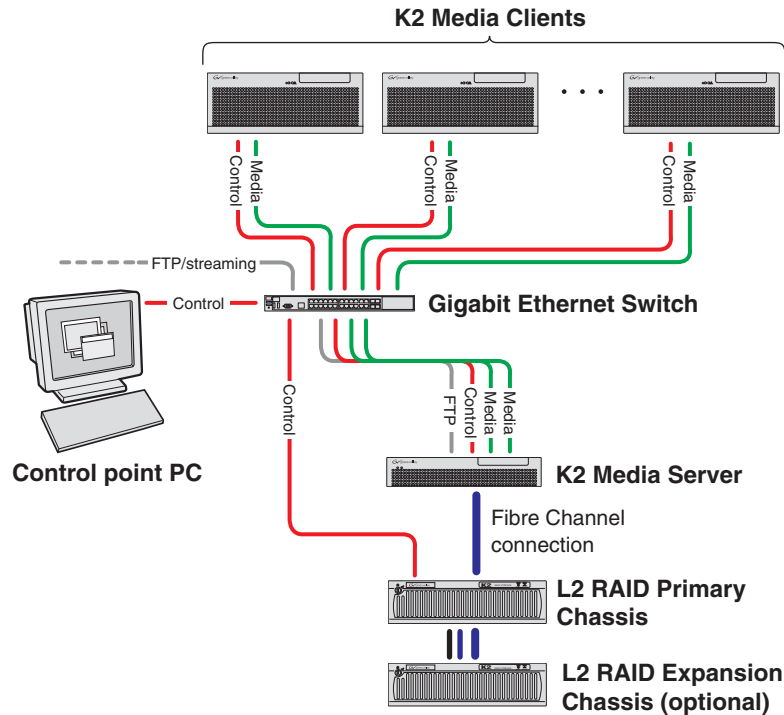 K2 Media Clients
Control
Media
Control
Media
Control
Media
FTP/streaming
Control
Gigabit Ethernet Switch
Control
FTP
Control
Media
Media
Control point PC
K2 Media Server
Fibre Channel
connection
L2 RAID Primary
Chassis
K2
L2 RAID Expansion
Chassis (optional)
K2